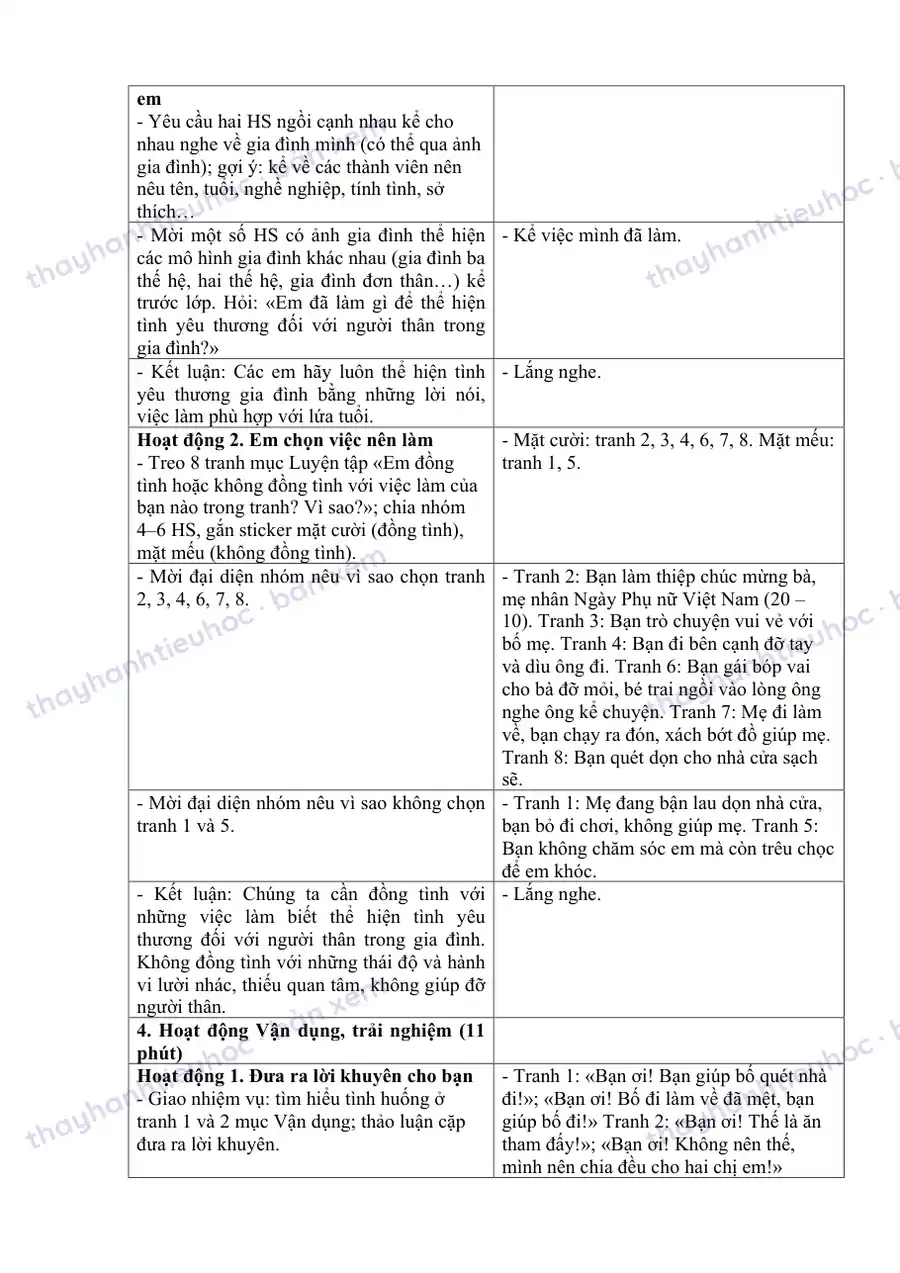 em
- Yêu cầu hai HS ngồi cạnh nhau kể cho
nhau nghe về gia đình mình (có thể qua ảnh
gia đình); gợi ý: kể về các thành viên nên
nêu tên, tuổi, nghề nghiệp, tính tình, sở
thích…
- Mời một số HS có ảnh gia đình thể hiện
các mô hình gia đình khác nhau (gia đình ba
thế hệ, hai thế hệ, gia đình đơn thân…) kể
trước lớp. Hỏi: «Em đã làm gì để thể hiện
tình yêu thương đối với người thân trong
gia đình?»
- Kể việc mình đã làm.
- Kết luận: Các em hãy luôn thể hiện tình
yêu thương gia đình bằng những lời nói,
việc làm phù hợp với lứa tuổi.
- Lắng nghe.
Hoạt động 2. Em chọn việc nên làm
- Treo 8 tranh mục Luyện tập «Em đồng
tình hoặc không đồng tình với việc làm của
bạn nào trong tranh? Vì sao?»; chia nhóm
4–6 HS, gắn sticker mặt cười (đồng tình),
mặt mếu (không đồng tình).
- Mặt cười: tranh 2, 3, 4, 6, 7, 8. Mặt mếu:
tranh 1, 5.
- Mời đại diện nhóm nêu vì sao chọn tranh
2, 3, 4, 6, 7, 8.
- Tranh 2: Bạn làm thiệp chúc mừng bà,
mẹ nhân Ngày Phụ nữ Việt Nam (20 –
10). Tranh 3: Bạn trò chuyện vui vẻ với
bố mẹ. Tranh 4: Bạn đi bên cạnh đỡ tay
và dìu ông đi. Tranh 6: Bạn gái bóp vai
cho bà đỡ mỏi, bé trai ngồi vào lòng ông
nghe ông kể chuyện. Tranh 7: Mẹ đi làm
về, bạn chạy ra đón, xách bớt đồ giúp mẹ.
Tranh 8: Bạn quét dọn cho nhà cửa sạch
sẽ.
- Mời đại diện nhóm nêu vì sao không chọn
tranh 1 và 5.
- Tranh 1: Mẹ đang bận lau dọn nhà cửa,
bạn bỏ đi chơi, không giúp mẹ. Tranh 5:
Bạn không chăm sóc em mà còn trêu chọc
để em khóc.
- Kết luận: Chúng ta cần đồng tình với
những việc làm biết thể hiện tình yêu
thương đối với người thân trong gia đình.
Không đồng tình với những thái độ và hành
vi lười nhác, thiếu quan tâm, không giúp đỡ
người thân.
- Lắng nghe.
4. Hoạt động Vận dụng, trải nghiệm (11
phút)
Hoạt động 1. Đưa ra lời khuyên cho bạn
- Giao nhiệm vụ: tìm hiểu tình huống ở
tranh 1 và 2 mục Vận dụng; thảo luận cặp
đưa ra lời khuyên.
- Tranh 1: «Bạn ơi! Bạn giúp bố quét nhà
đi!»; «Bạn ơi! Bố đi làm về đã mệt, bạn
giúp bố đi!» Tranh 2: «Bạn ơi! Thế là ăn
tham đấy!»; «Bạn ơi! Không nên thế,
mình nên chia đều cho hai chị em!»
thayhanhtieuhoc · bản xem
thayhanhtieuhoc · b
thayhanhtieuhoc · bản xem
thayhanhtieuhoc · b
thayhanhtieuhoc · bản xem
thayhanhtieuhoc · b